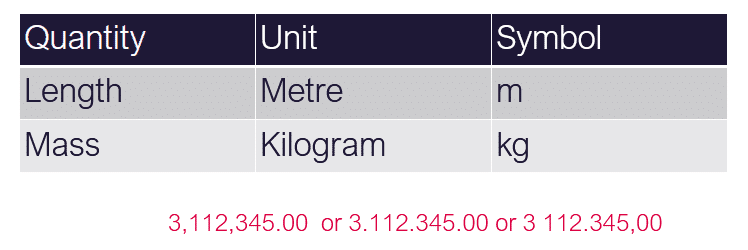 Quantity Unit Symbol
Length Metre m
Mass Kilogram kg
3,112,345.00 or 3.112.345.00 or 3 112.345,00